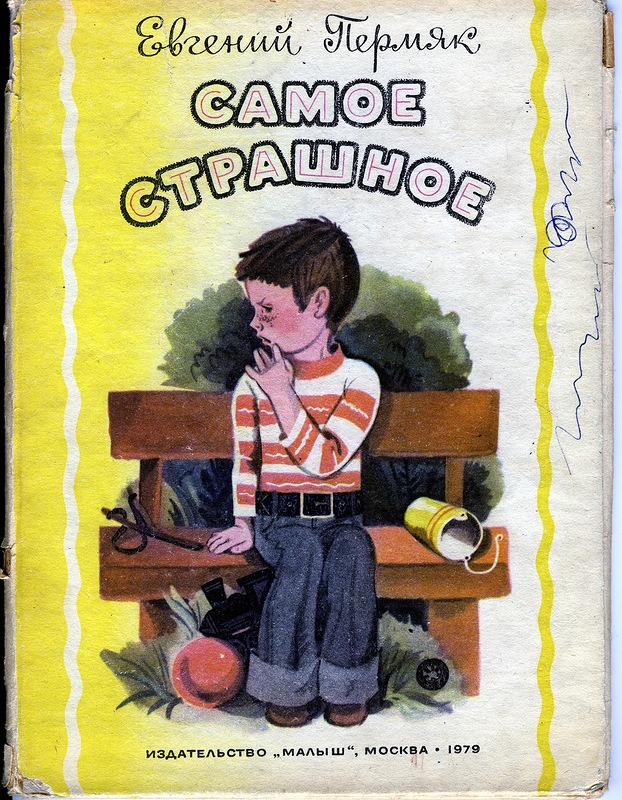 Евгений Пермяк
САМОЕ
СТРАШНОЕ
ИЗДАТЕЛЬСТВО „МАЛЫШ“, МОСКВА • 1979